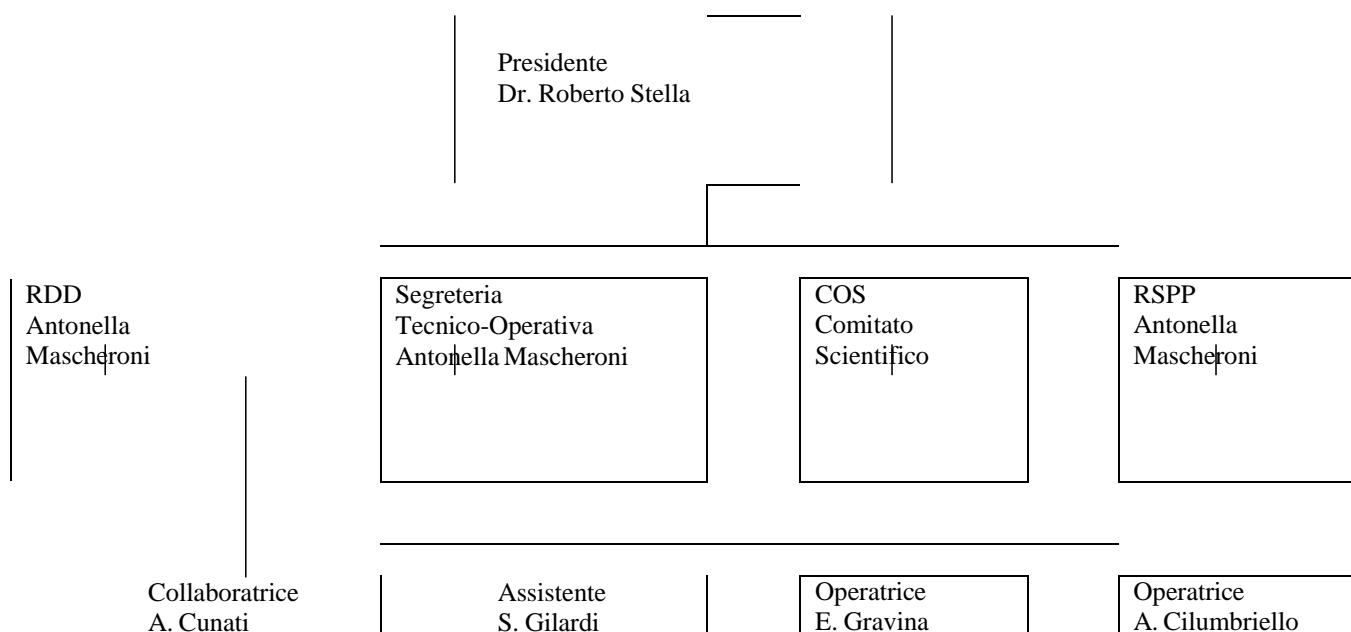 Presidente
Dr. Roberto Stella
RDD
Antonella
Mascheroni
Segreteria
Tecnico-Operativa
Antonella Mascheroni
COS
Comitato
Scientifico
RSPP
Antonella
Mascheroni
Collaboratrice
A. Cunati
Assistente
S. Gilardi
Operatrice
E. Gravina
Operatrice
A. Cilumbriello